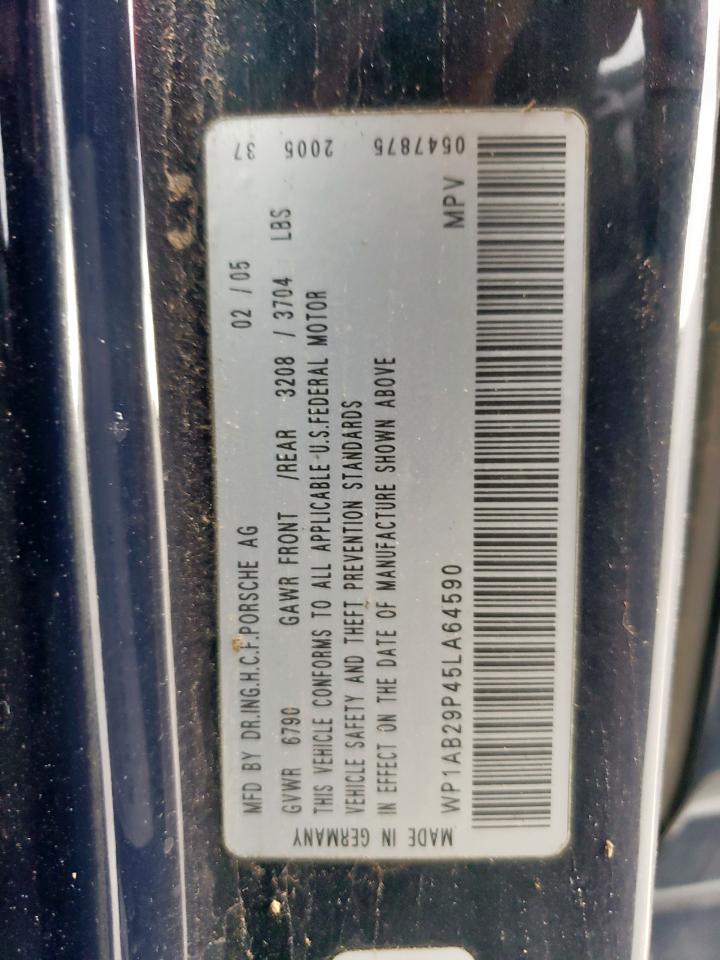 MFD BY DR.ING.H.C.F.PORSCHE AG 02 / 05
GVWR 6790 GAWR FRONT /REAR 3208 / 3704 LBS
THIS VEHICLE CONFORMS TO ALL APPLICABLE U.S.FEDERAL MOTOR
VEHICLE SAFETY AND THEFT PREVENTION STANDARDS
IN EFFECT ON THE DATE OF MANUFACTURE SHOWN ABOVE
WP1AB29P45LA64590 MPV
MADE IN GERMANY
37 2005 0547875